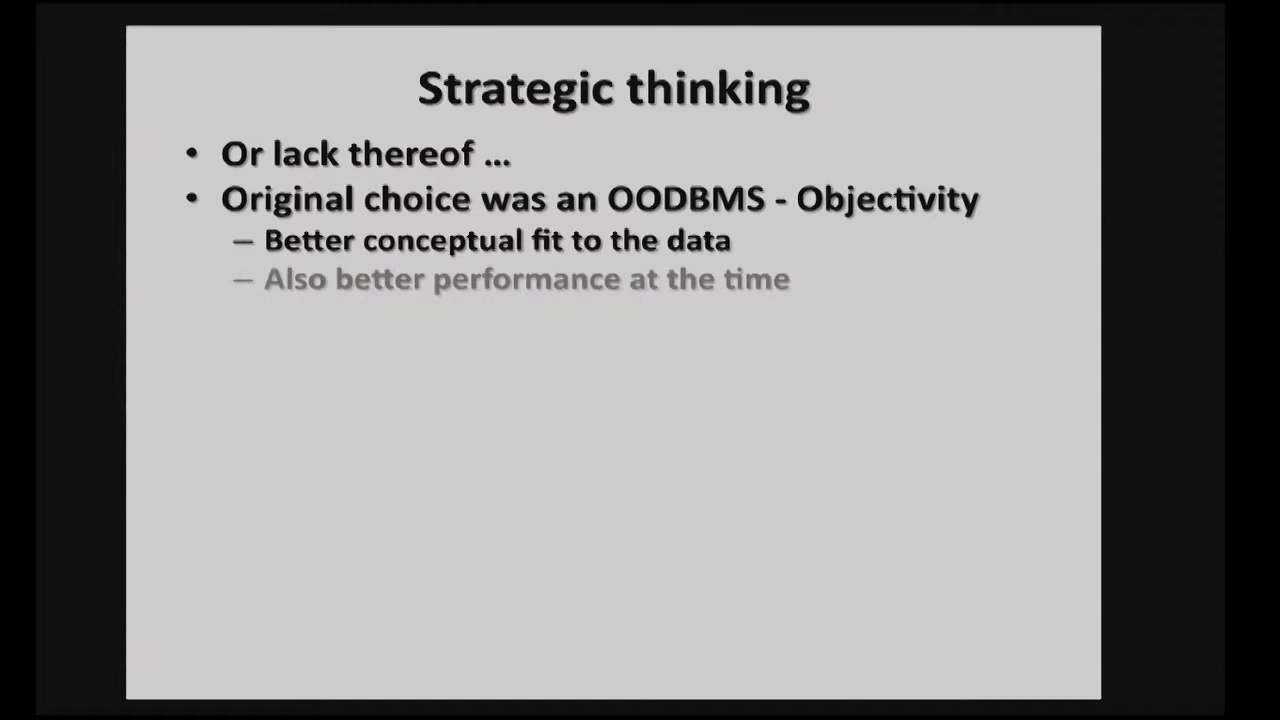 Strategic thinking
• Or lack thereof ...
• Original choice was an OODBMS - Objectivity
– Better conceptual fit to the data
– Also better performance at the time